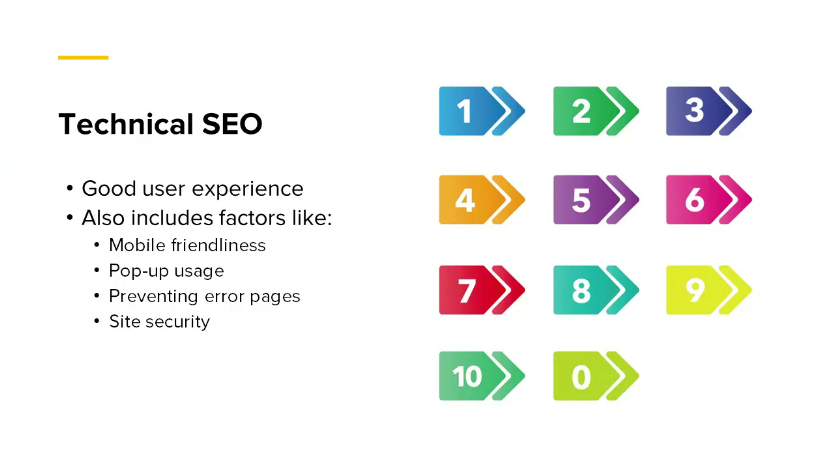 Technical SEO
• Good user experience
• Also includes factors like:
• Mobile friendliness
• Pop-up usage
• Preventing error pages
• Site security
1 2 3
4 5 6
7 8 9
10 0